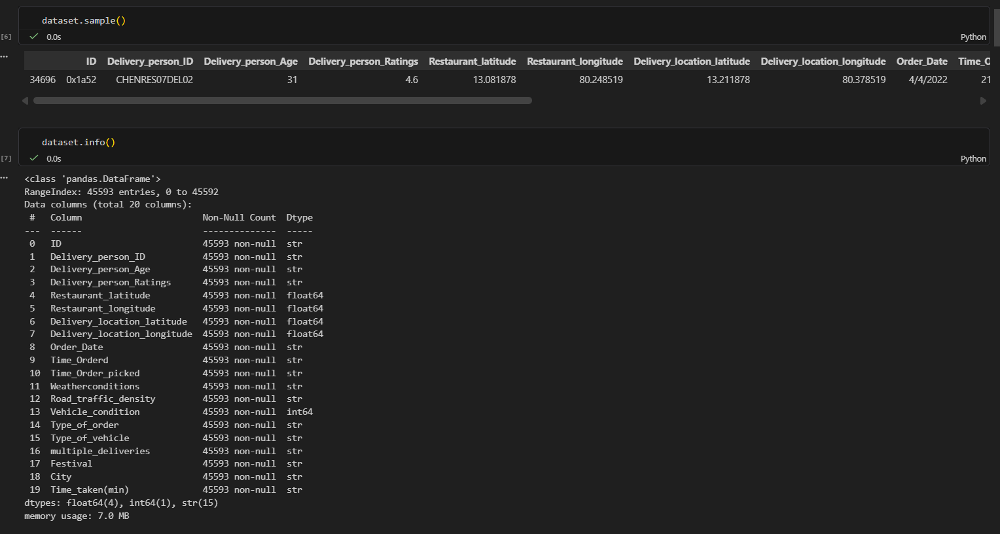 dataset.sample()
[6]
0.0s
Python
ID Delivery_person_ID Delivery_person_Age Delivery_person_Ratings Restaurant_latitude Restaurant_longitude Delivery_location_latitude Delivery_location_longitude Order_Date Time_O
34696 0x1a52 CHENRES07DEL02 31 4.6 13.081878 80.248519 13.211878 80.378519 4/4/2022 21
dataset.info()
[7]
0.0s
Python
<class 'pandas.DataFrame'>
RangeIndex: 45593 entries, 0 to 45592
Data columns (total 20 columns):
 #   Column                       Non-Null Count  Dtype
---  ------                       --------------  -----
 0   ID                           45593 non-null  str
 1   Delivery_person_ID           45593 non-null  str
 2   Delivery_person_Age          45593 non-null  str
 3   Delivery_person_Ratings      45593 non-null  str
 4   Restaurant_latitude          45593 non-null  float64
 5   Restaurant_longitude         45593 non-null  float64
 6   Delivery_location_latitude   45593 non-null  float64
 7   Delivery_location_longitude  45593 non-null  float64
 8   Order_Date                   45593 non-null  str
 9   Time_Orderd                  45593 non-null  str
 10  Time_Order_picked            45593 non-null  str
 11  Weatherconditions            45593 non-null  str
 12  Road_traffic_density         45593 non-null  str
 13  Vehicle_condition            45593 non-null  int64
 14  Type_of_order                45593 non-null  str
 15  Type_of_vehicle              45593 non-null  str
 16  multiple_deliveries          45593 non-null  str
 17  Festival                     45593 non-null  str
 18  City                         45593 non-null  str
 19  Time_taken(min)              45593 non-null  str
dtypes: float64(4), int64(1), str(15)
memory usage: 7.0 MB